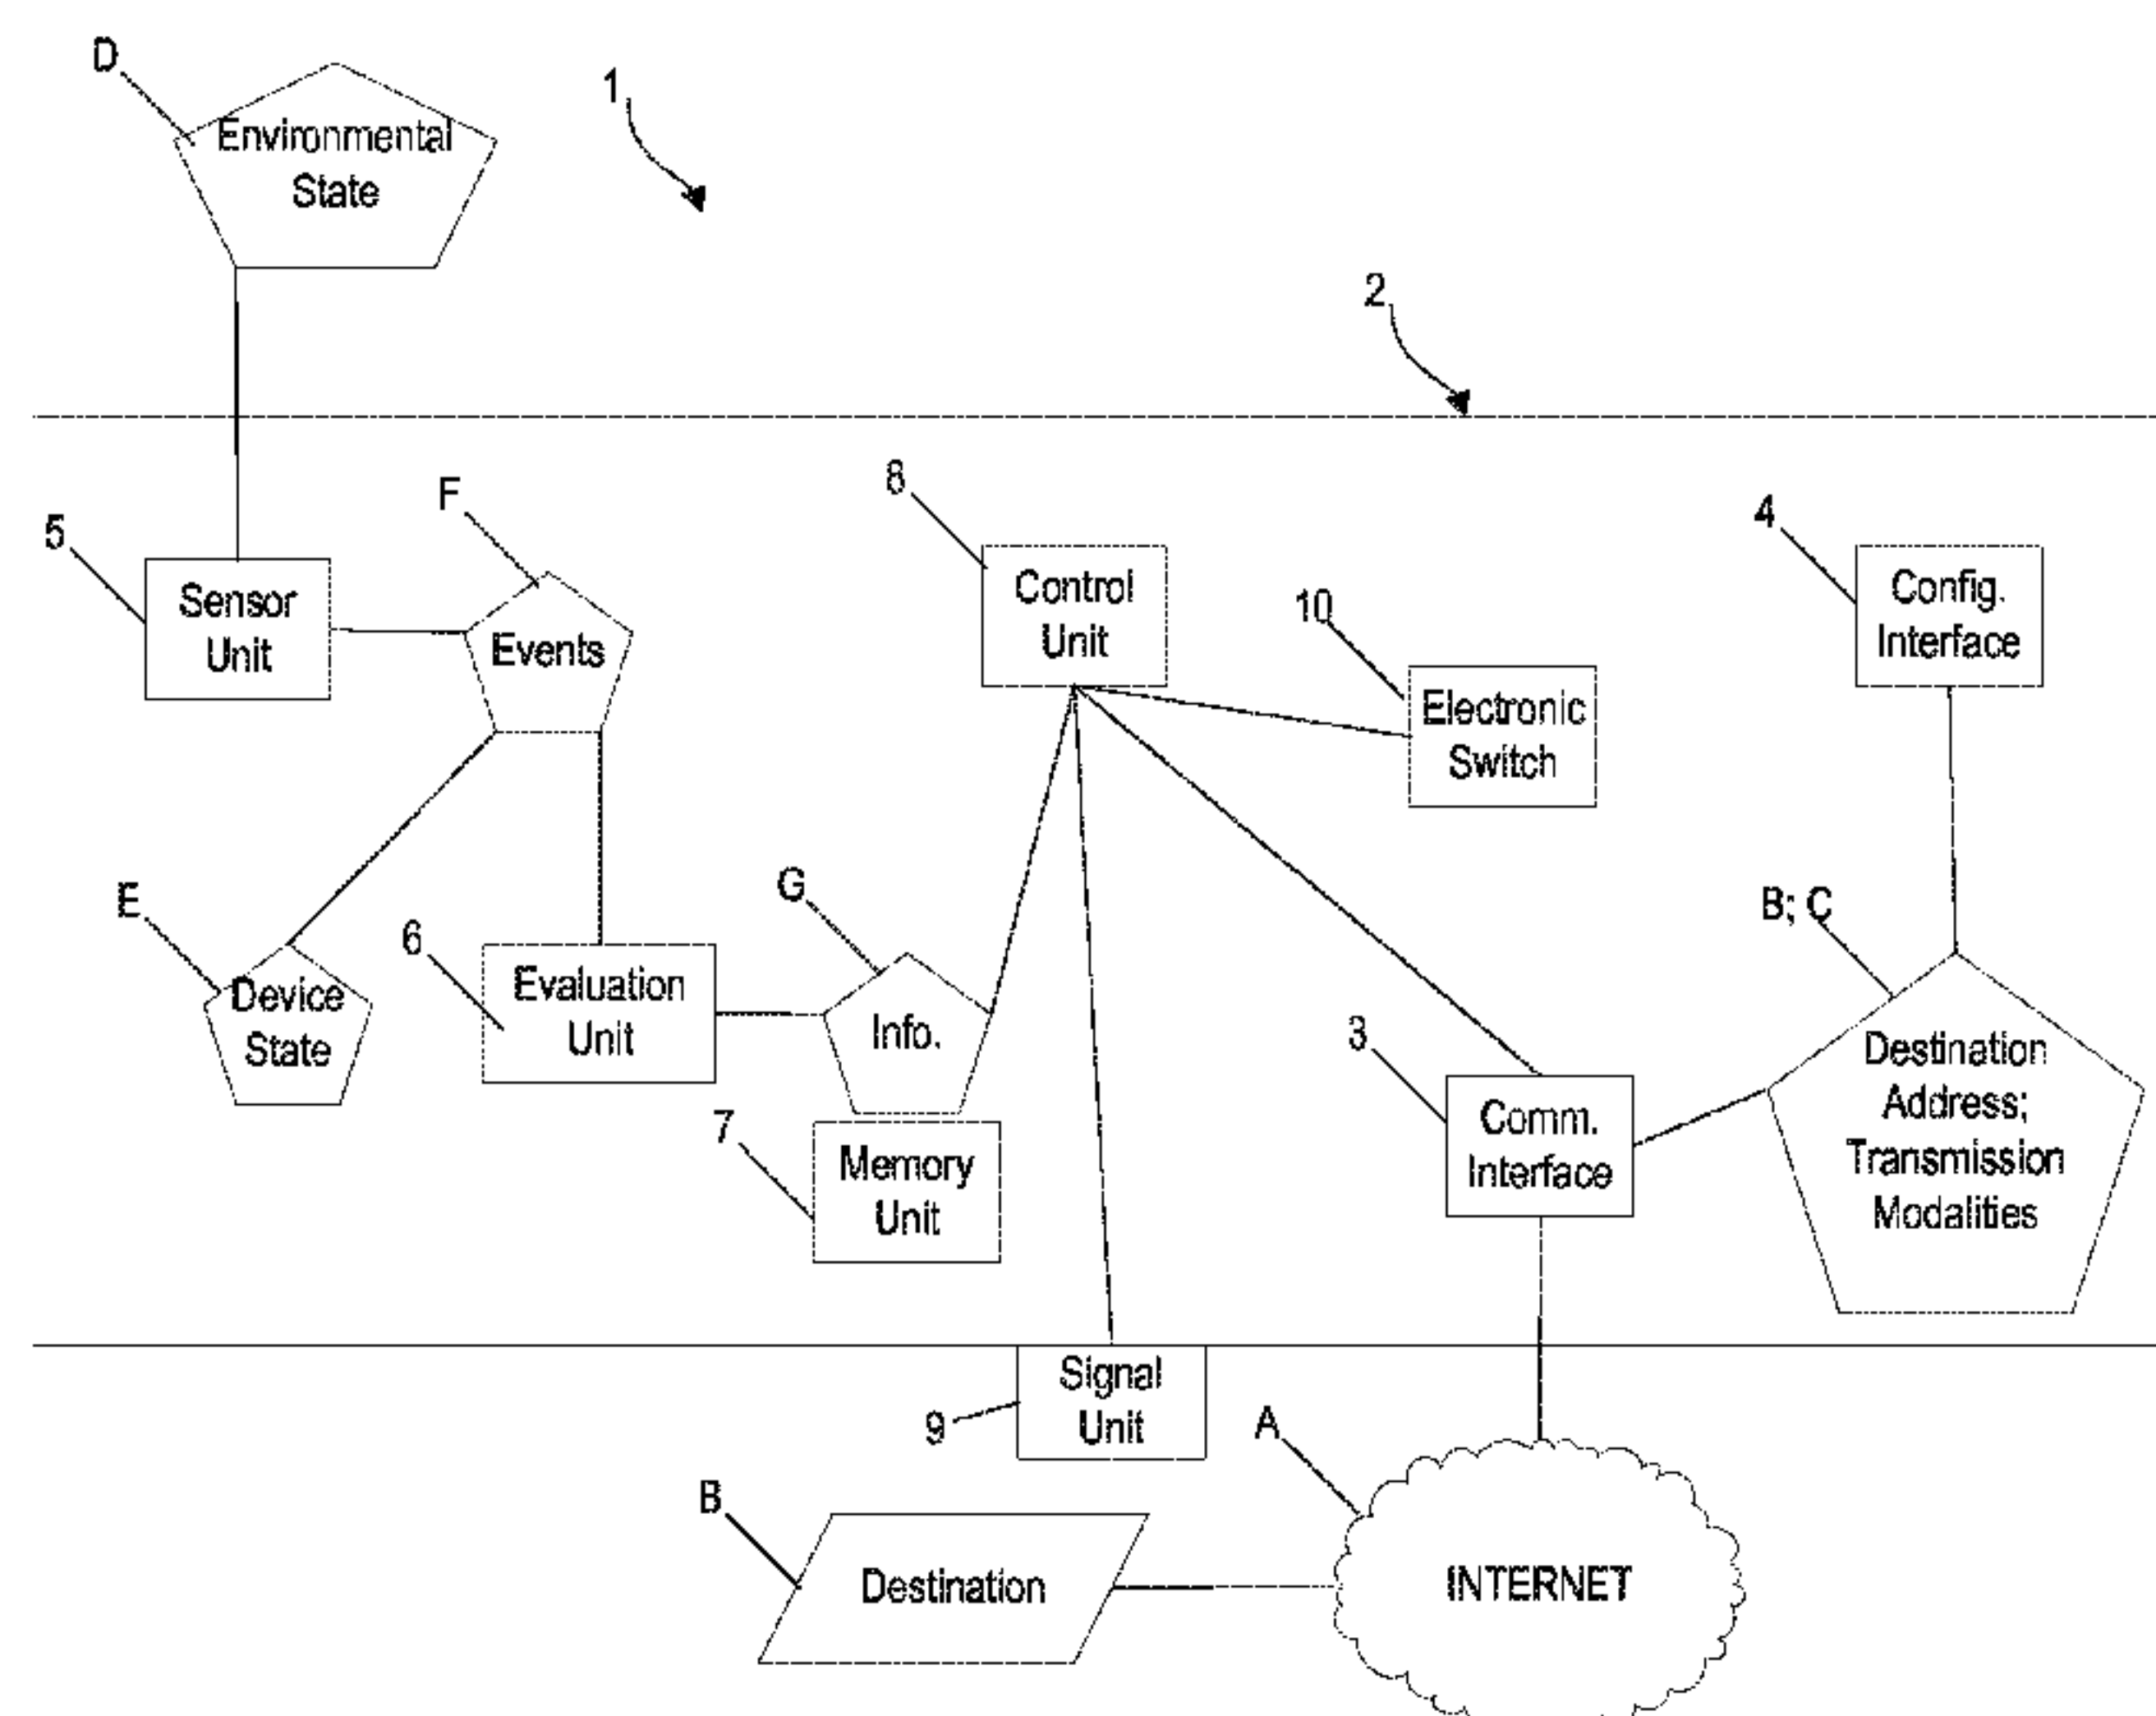 D
Environmental
State
1
2
5
Sensor
Unit
F
Events
8
Control
Unit
10
Electronic
Switch
4
Config.
Interface
E
Device
State
6
Evaluation
Unit
G
Info.
7
Memory
Unit
3
Comm.
Interface
B; C
Destination
Address;
Transmission
Modalities
9
Signal
Unit
B
Destination
A
INTERNET